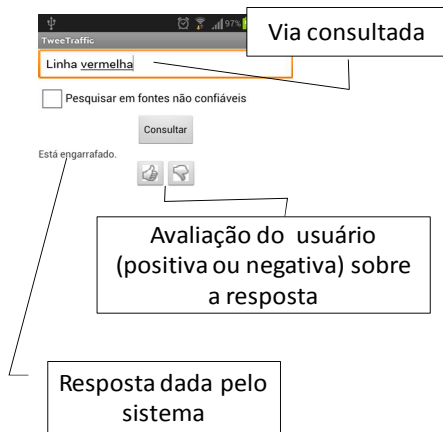 97%
TweeTraffic
Via consultada
Linha vermelha
Pesquisar em fontes não confiáveis
Consultar
Está engarrafado.
Avaliação do usuário
(positiva ou negativa) sobre
a resposta
Resposta dada pelo
sistema